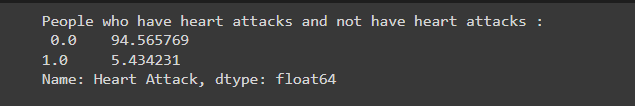 People who have heart attacks and not have heart attacks :
 0.0    94.565769
1.0     5.434231
Name: Heart Attack, dtype: float64